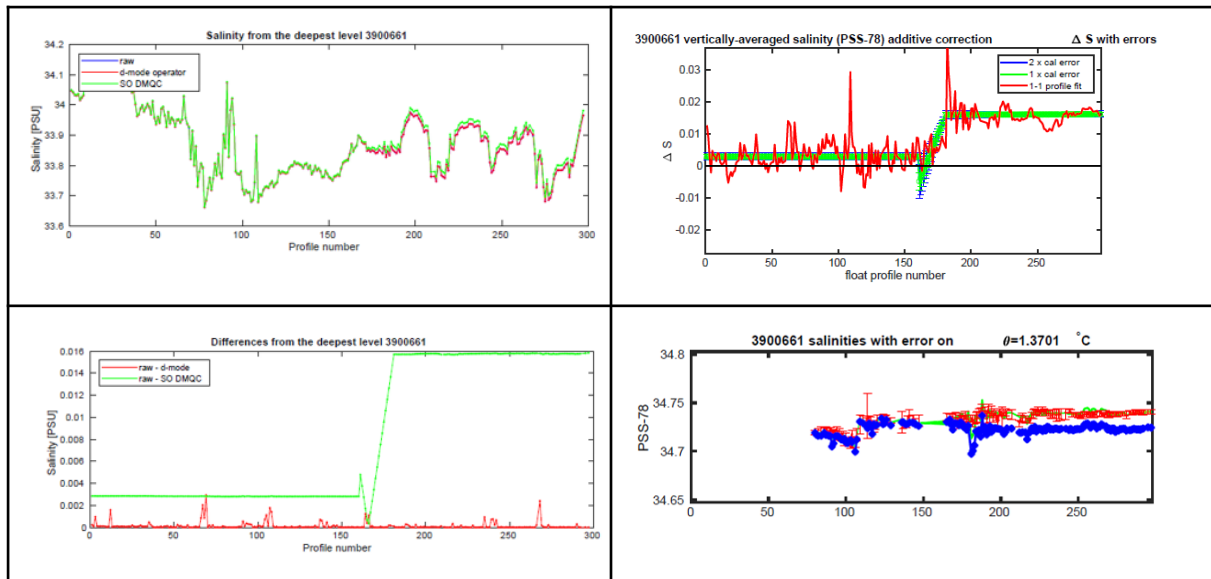 Salinity from the deepest level 3900661
raw
d-mode operator
SO DMQC
Salinity [PSU]
34.2
34.1
34
33.9
33.8
33.7
33.6
0 50 100 150 200 250 300
Profile number
3900661 vertically-averaged salinity (PSS-78) additive correction Δ S with errors
2 x cal error
1 x cal error
1-1 profile fit
Δ S
0.03
0.02
0.01
0
-0.01
-0.02
0 50 100 150 200 250
float profile number
Differences from the deepest level 3900661
raw - d-mode
raw - SO DMQC
Salinity [PSU]
0.016
0.014
0.012
0.01
0.008
0.006
0.004
0.002
0
0 50 100 150 200 250 300
Profile number
3900661 salinities with error on θ=1.3701 °C
PSS-78
34.8
34.75
34.7
34.65
0 50 100 150 200 250